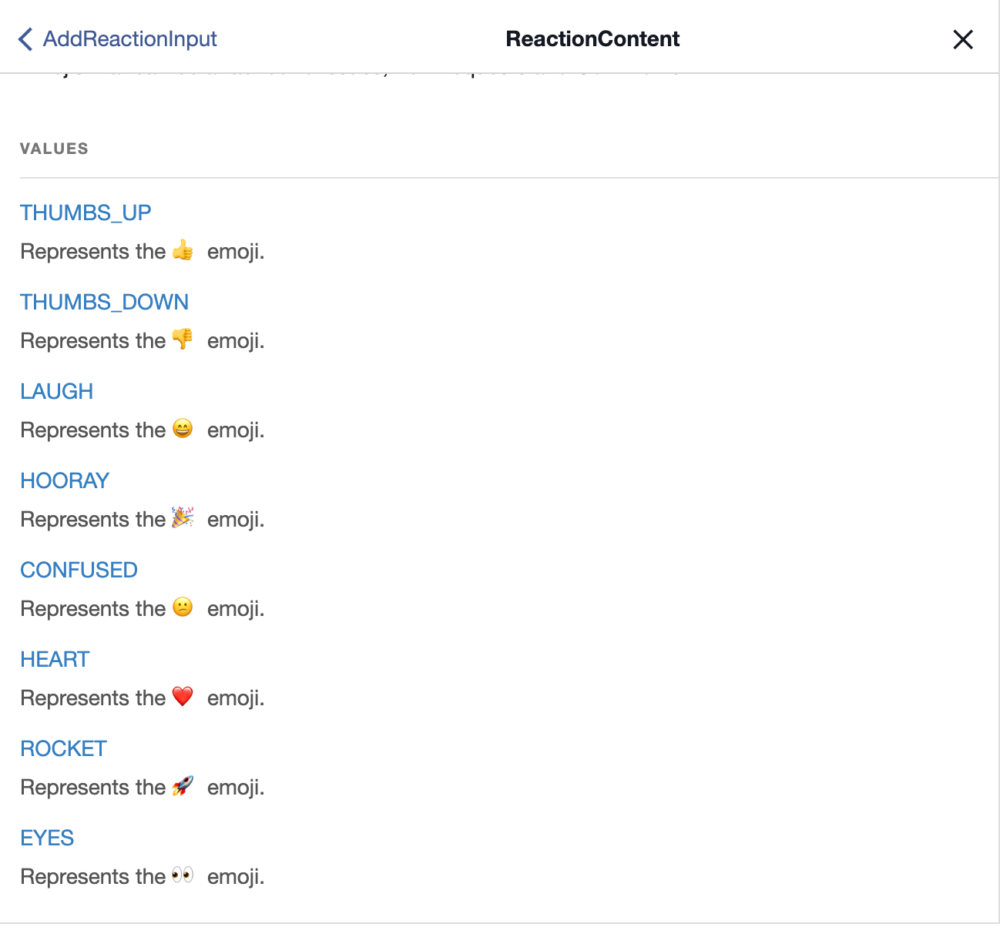 AddReactionInput
ReactionContent
VALUES
THUMBS_UP
Represents the 👍 emoji.
THUMBS_DOWN
Represents the 👎 emoji.
LAUGH
Represents the 😄 emoji.
HOORAY
Represents the 🎉 emoji.
CONFUSED
Represents the 😕 emoji.
HEART
Represents the ❤️ emoji.
ROCKET
Represents the 🚀 emoji.
EYES
Represents the 👀 emoji.